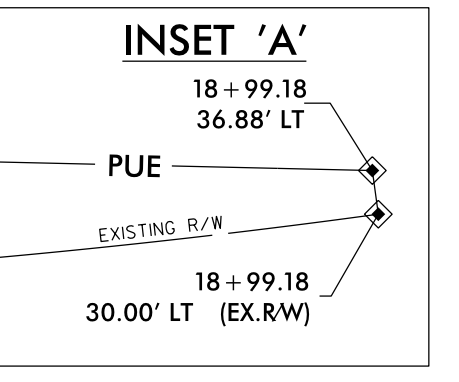 INSET 'A'
18+99.18
36.88' LT
PUE
EXISTING R/W
18+99.18
30.00' LT (EX.R/W)